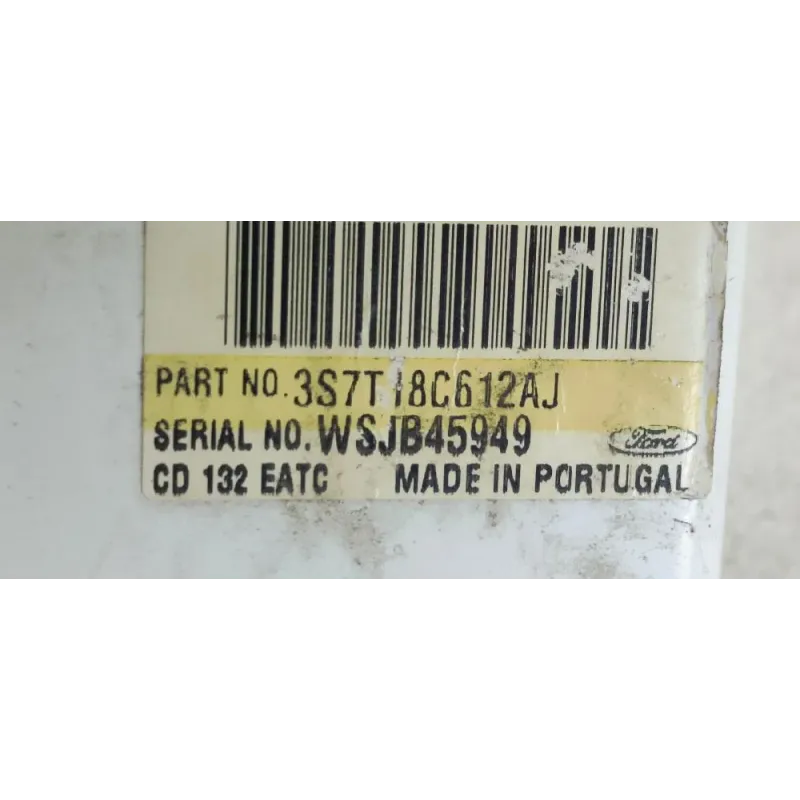 PART NO. 3S7T18C612AJ
SERIAL NO. WSJB45949
Ford
CD 132 EATC MADE IN PORTUGAL